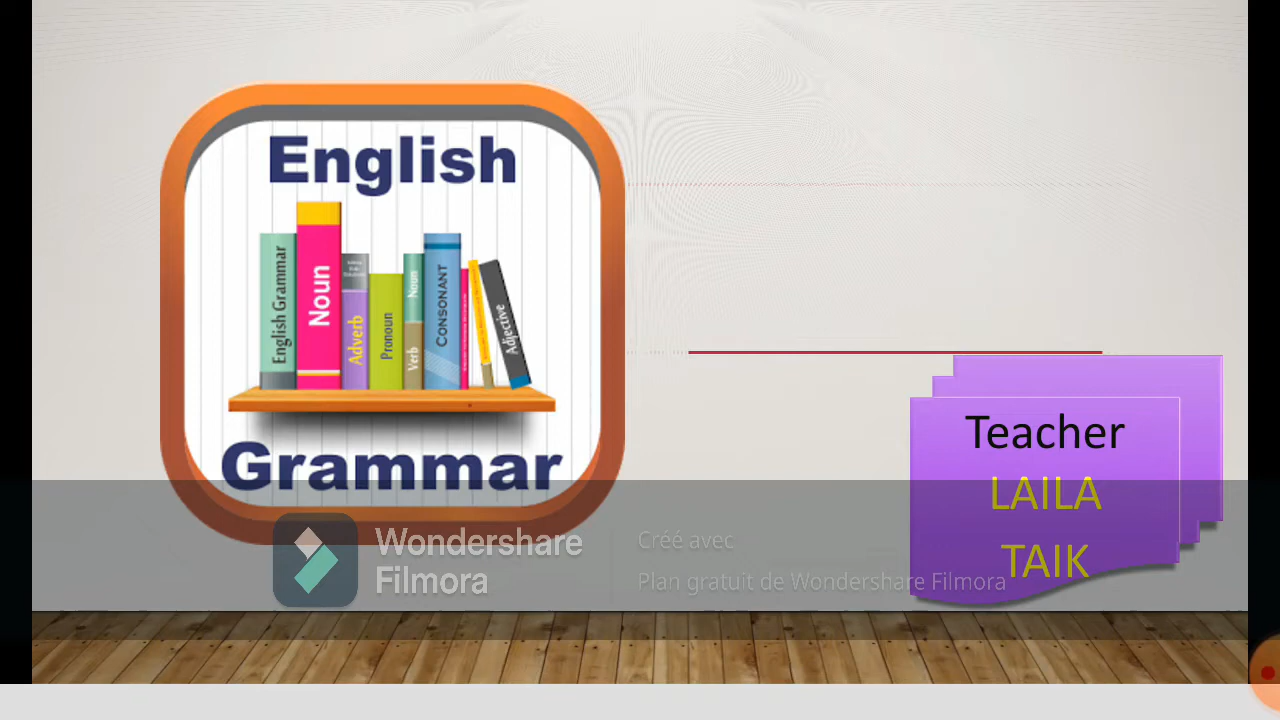 English
English Grammar
Noun
Adverb
Pronoun
Noun
Verb
CONSONANT
Adjective
Grammar
Teacher
LAILA
TAIK
Wondershare
Filmora
Créé avec
Plan gratuit de Wondershare Filmora